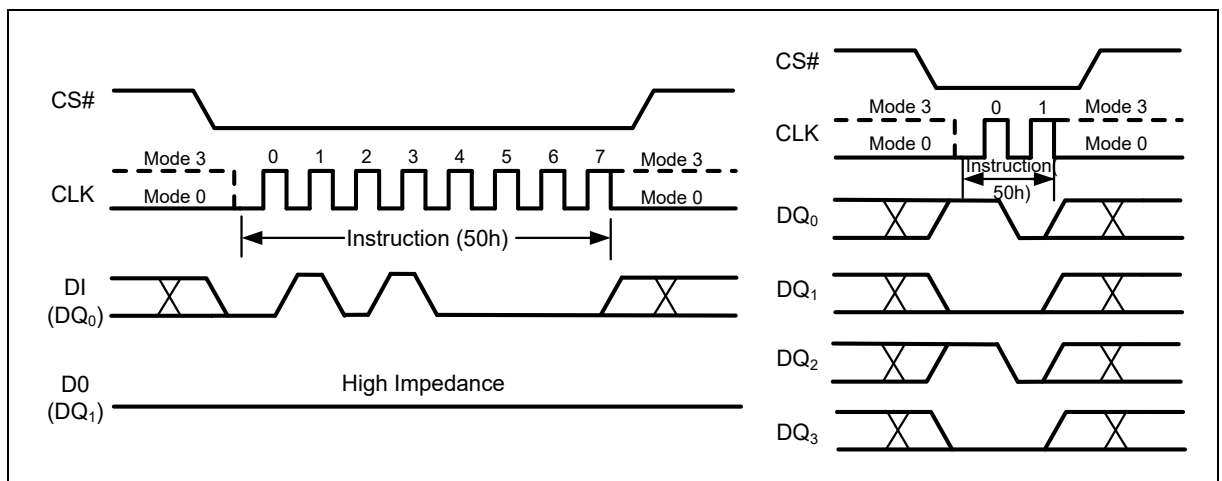 CS#
Mode 3
0 1 2 3 4 5 6 7
Mode 3
CLK
Mode 0
Mode 0
Instruction (50h)
DI
(DQ0)
D0
(DQ1)
High Impedance
CS#
Mode 3
0 1
Mode 3
CLK
Mode 0
Mode 0
Instruction(
50h)
DQ0
DQ1
DQ2
DQ3